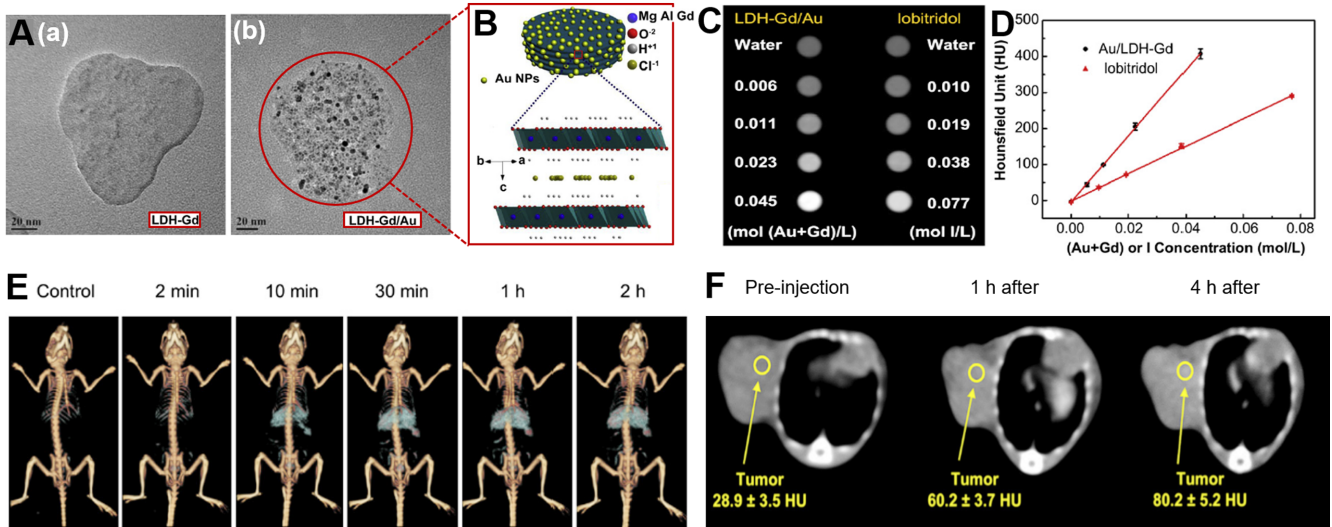 A (a)
20 nm
LDH-Gd
(b)
20 nm
LDH-Gd/Au
B
Mg Al Gd
O-2
H+1
Cl-1
Au NPs
b
a
c
C
LDH-Gd/Au
Iobitridol
Water
Water
0.006
0.010
0.011
0.019
0.023
0.038
0.045
0.077
(mol (Au+Gd)/L)
(mol I/L)
D
Hounsfield Unit (HU)
500
400
300
200
100
0
Au/LDH-Gd
Iobitridol
0.00
0.02
0.04
0.06
0.08
(Au+Gd) or I Concentration (mol/L)
E
Control
2 min
10 min
30 min
1 h
2 h
F
Pre-injection
1 h after
4 h after
Tumor
28.9 ± 3.5 HU
Tumor
60.2 ± 3.7 HU
Tumor
80.2 ± 5.2 HU